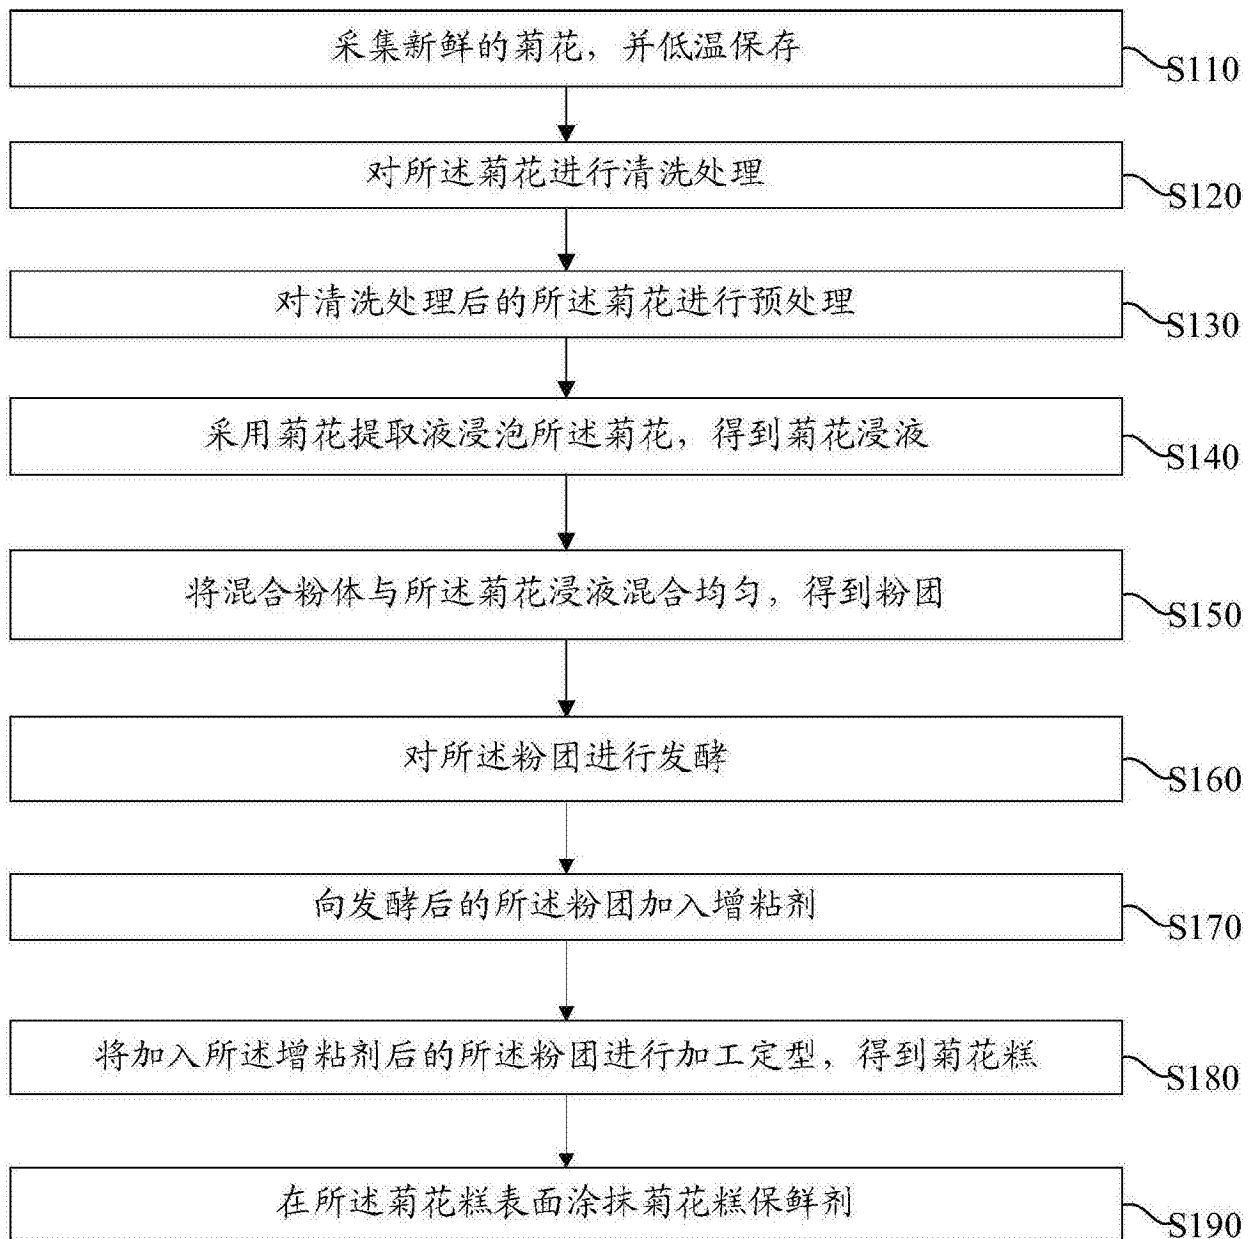 采集新鲜的菊花，并低温保存
S110
对所述菊花进行清洗处理
S120
对清洗处理后的所述菊花进行预处理
S130
采用菊花提取液浸泡所述菊花，得到菊花浸液
S140
将混合粉体与所述菊花浸液混合均匀，得到粉团
S150
对所述粉团进行发酵
S160
向发酵后的所述粉团加入增粘剂
S170
将加入所述增粘剂后的所述粉团进行加工定型，得到菊花糕
S180
在所述菊花糕表面涂抹菊花糕保鲜剂
S190